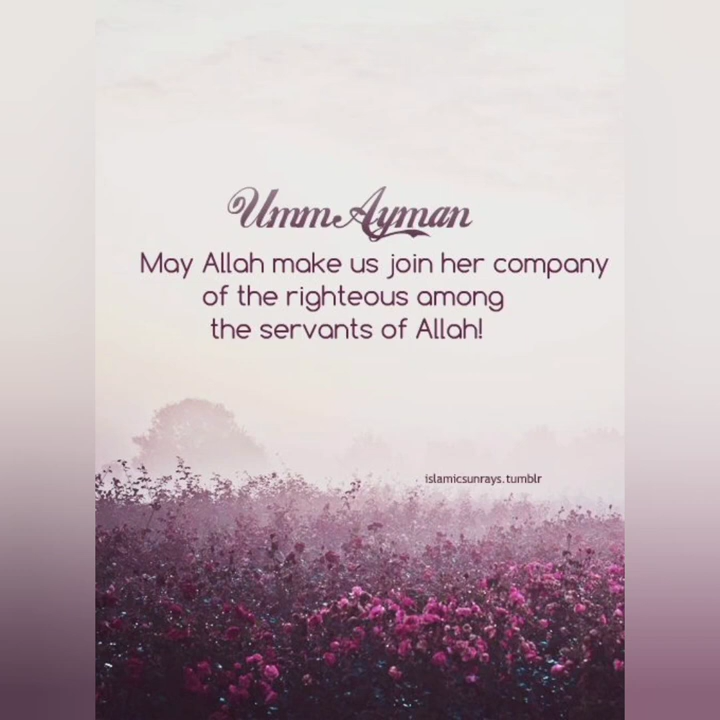 Umm Ayman
May Allah make us join her company
of the righteous among
the servants of Allah!
islamicsunrays.tumblr